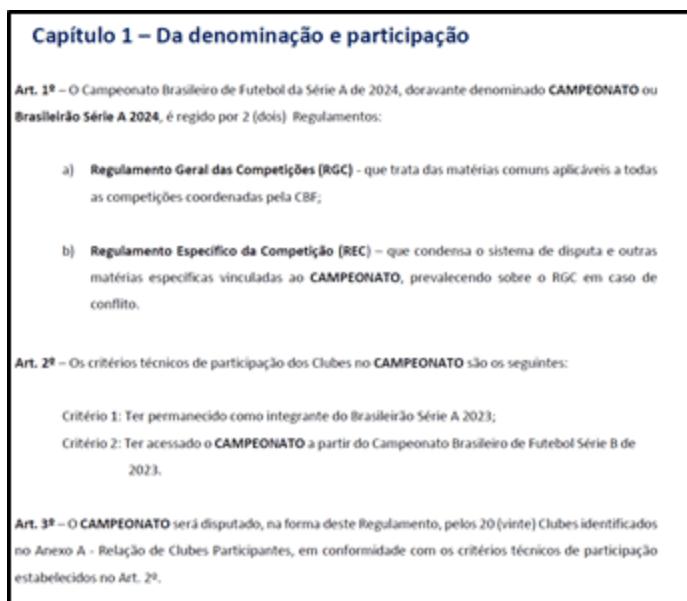 Capítulo 1 – Da denominação e participação
Art. 1º – O Campeonato Brasileiro de Futebol da Série A de 2024, doravante denominado CAMPEONATO ou
Brasileirão Série A 2024, é regido por 2 (dois) Regulamentos:
a) Regulamento Geral das Competições (RGC) - que trata das matérias comuns aplicáveis a todas
as competições coordenadas pela CBF;
b) Regulamento Específico da Competição (REC) – que condensa o sistema de disputa e outras
matérias específicas vinculadas ao CAMPEONATO, prevalecendo sobre o RGC em caso de
conflito.
Art. 2º – Os critérios técnicos de participação dos Clubes no CAMPEONATO são os seguintes:
Critério 1: Ter permanecido como integrante do Brasileirão Série A 2023;
Critério 2: Ter acessado o CAMPEONATO a partir do Campeonato Brasileiro de Futebol Série B de
2023.
Art. 3º – O CAMPEONATO será disputado, na forma deste Regulamento, pelos 20 (vinte) Clubes identificados
no Anexo A - Relação de Clubes Participantes, em conformidade com os critérios técnicos de participação
estabelecidos no Art. 2º.